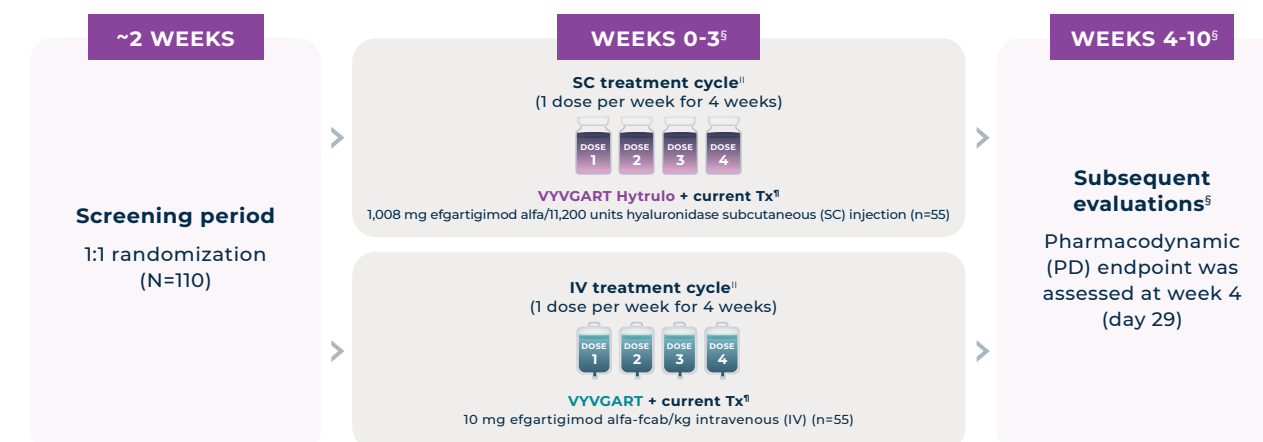 ~2 WEEKS
Screening period
1:1 randomization
(N=110)
WEEKS 0-3§
SC treatment cycle||
(1 dose per week for 4 weeks)
DOSE 1 DOSE 2 DOSE 3 DOSE 4
VYVGART Hytrulo + current Tx¶
1,008 mg efgartigimod alfa/11,200 units hyaluronidase subcutaneous (SC) injection (n=55)
IV treatment cycle||
(1 dose per week for 4 weeks)
DOSE 1 DOSE 2 DOSE 3 DOSE 4
VYVGART + current Tx¶
10 mg efgartigimod alfa-fcab/kg intravenous (IV) (n=55)
WEEKS 4-10§
Subsequent
evaluations§
Pharmacodynamic
(PD) endpoint was
assessed at week 4
(day 29)